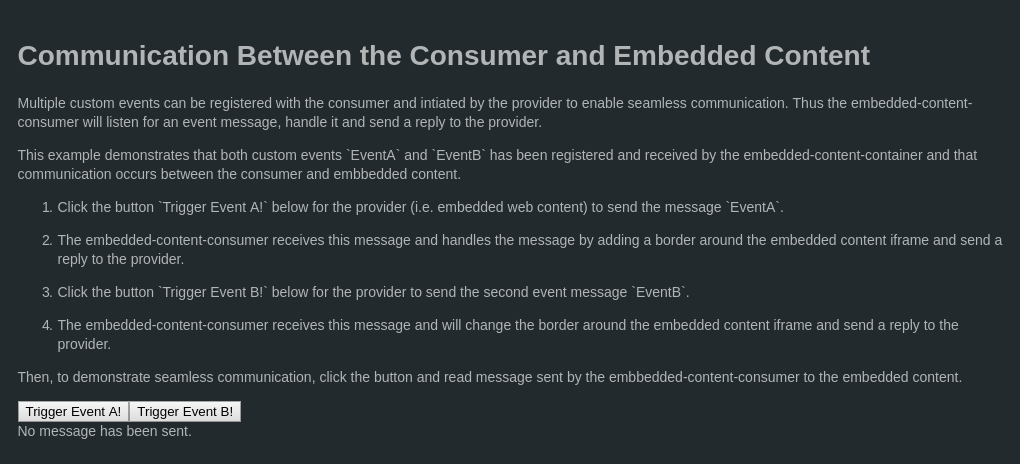 Communication Between the Consumer and Embedded Content
Multiple custom events can be registered with the consumer and intiated by the provider to enable seamless communication. Thus the embedded-content-
consumer will listen for an event message, handle it and send a reply to the provider.
This example demonstrates that both custom events `EventA` and `EventB` has been registered and received by the embedded-content-container and that
communication occurs between the consumer and embbedded content.
1. Click the button `Trigger Event A!` below for the provider (i.e. embedded web content) to send the message `EventA`.
2. The embedded-content-consumer receives this message and handles the message by adding a border around the embedded content iframe and send a
reply to the provider.
3. Click the button `Trigger Event B!` below for the provider to send the second event message `EventB`.
4. The embedded-content-consumer receives this message and will change the border around the embedded content iframe and send a reply to the
provider.
Then, to demonstrate seamless communication, click the button and read message sent by the embbedded-content-consumer to the embedded content.
Trigger Event A! Trigger Event B!
No message has been sent.